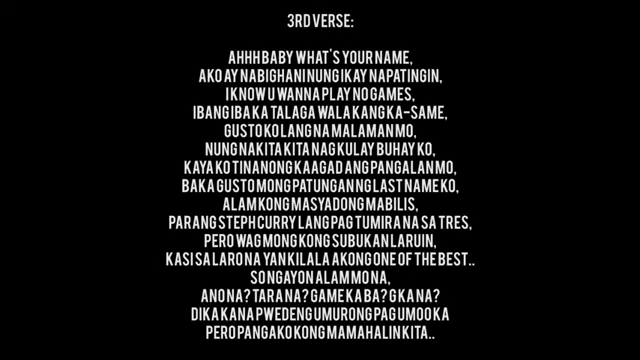 3RD VERSE:
AHHH BABY WHAT'S YOUR NAME,
AKO AY NABIGHANI NUNG IKAY NAPATINGIN,
I KNOW U WANNA PLAY NO GAMES,
IBANG IBA KA TALAGA WALA KANG KA-SAME,
GUSTO KO LANG NA MALAMAN MO,
NUNG NAKITA KITA NAGKULAY BUHAY KO,
KAYA KO TINANONG KAAGAD ANG PANGALAN MO,
BAKA GUSTO MONG PATUNGAN NG LAST NAME KO,
ALAM KONG MASYADONG MABILIS,
PARANG STEPH CURRY LANG PAG TUMIRA NA SA TRES,
PERO WAG MONG KONG SUBUKAN LARUIN,
KASI SA LARO NA YAN KILALA AKONG ONE OF THE BEST..
SO NGAYON ALAM MO NA,
ANO NA? TARA NA? GAME KA BA? G KA NA?
DI KA KANA PWEDENG UMURONG PAG UMOO KA
PERO PANGAKO KONG MAMAHALIN KITA..